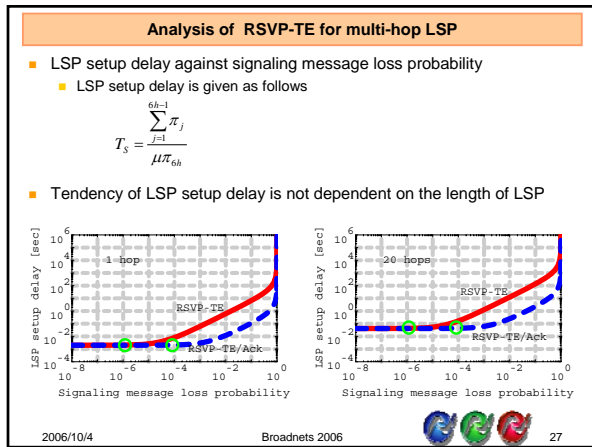 Analysis of RSVP-TE for multi-hop LSP
LSP setup delay against signaling message loss probability
LSP setup delay is given as follows
T_S = \frac{\sum_{j=1}^{6h-1} \pi_j}{\mu \pi_{6h}}
Tendency of LSP setup delay is not dependent on the length of LSP
LSP setup delay [sec]
10^6
10^4
10^2
10^0
10^-2
10^-4
1 hop
RSVP-TE
RSVP-TE/Ack
10^-8
10^-6
10^-4
10^-2
10^0
Signaling message loss probability
LSP setup delay [sec]
10^6
10^4
10^2
10^0
10^-2
10^-4
20 hops
RSVP-TE
RSVP-TE/Ack
10^-8
10^-6
10^-4
10^-2
10^0
Signaling message loss probability
2006/10/4
Broadnets 2006
27